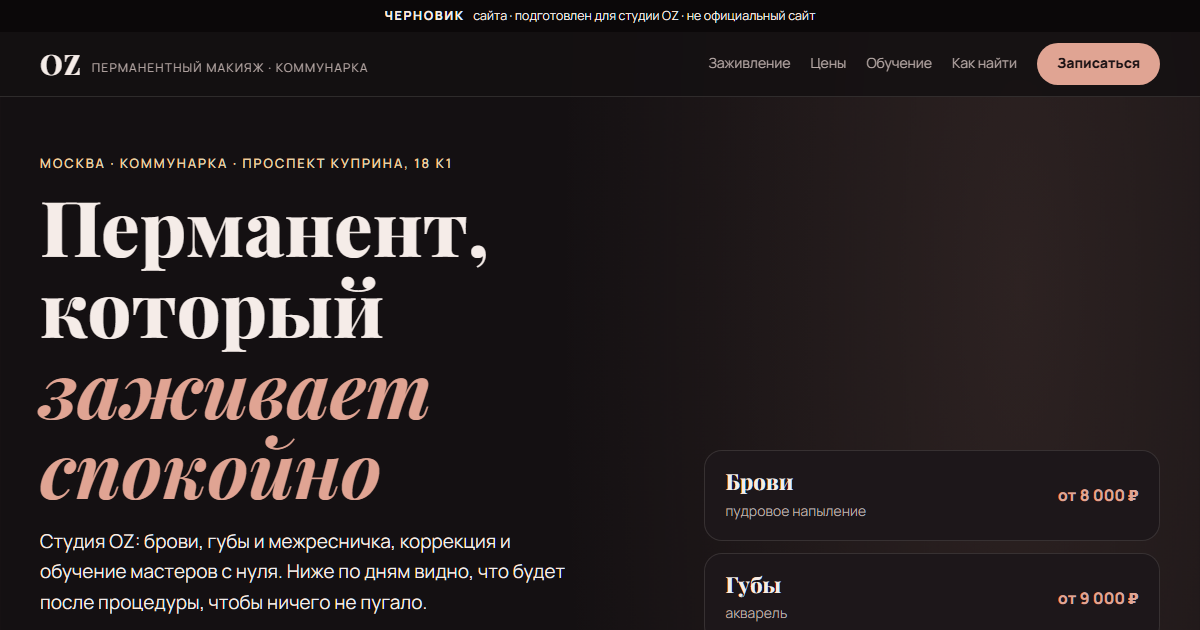 ЧЕРНОВИК сайта · подготовлен для студии OZ · не официальный сайт
OZ ПЕРМАНЕНТНЫЙ МАКИЯЖ · КОММУНАРКА
Заживление Цены Обучение Как найти Записаться
МОСКВА · КОММУНАРКА · ПРОСПЕКТ КУПРИНА, 18 К1
Перманент,
который
заживает
спокойно
Студия OZ: брови, губы и межресничка, коррекция и
обучение мастеров с нуля. Ниже по дням видно, что будет
после процедуры, чтобы ничего не пугало.
Брови
пудровое напыление
от 8 000 ₽
Губы
акварель
от 9 000 ₽